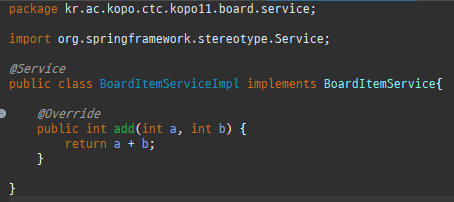 package kr.ac.kopo.ctc.kopo11.board.service;
import org.springframework.stereotype.Service;
@Service
public class BoardItemServiceImpl implements BoardItemService{
@Override
public int add(int a, int b) {
return a + b;
}
}